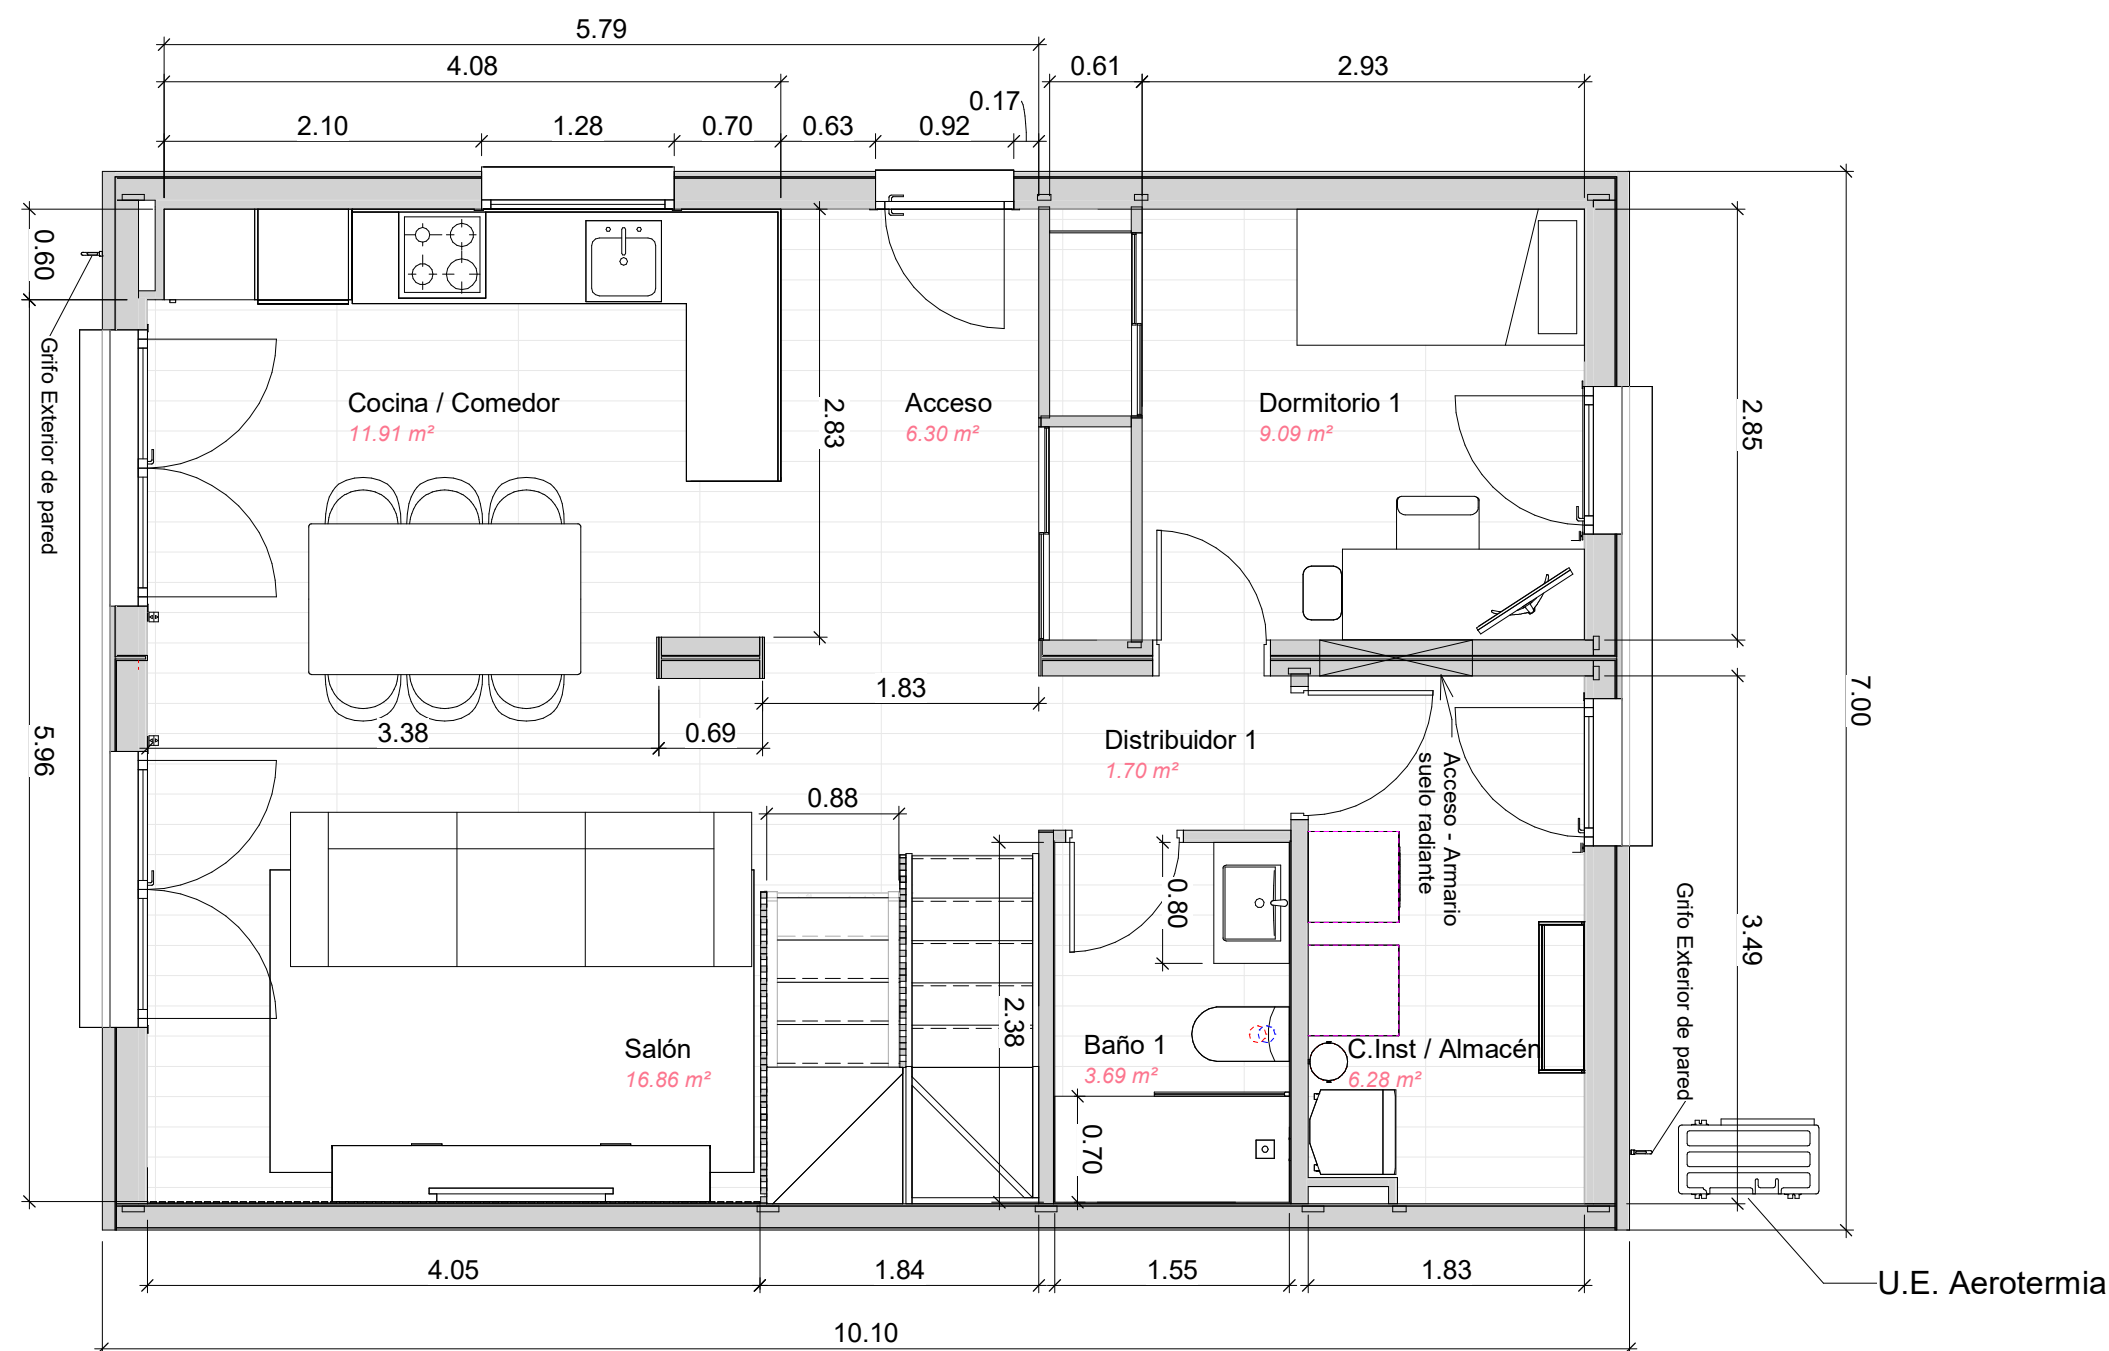 5.79
4.08
0.61
2.93
0.17
2.10
1.28
0.70
0.63
0.92
0.60
Grifo Exterior de pared
Cocina / Comedor
11.91 m²
2.83
Acceso
6.30 m²
Dormitorio 1
9.09 m²
2.85
7.00
5.96
3.38
0.69
1.83
Distribuidor 1
1.70 m²
Acceso - Armario
suelo radiante
0.88
0.80
2.38
3.49
Grifo Exterior de pared
Salón
16.86 m²
Baño 1
3.69 m²
C.Inst / Almacén
6.28 m²
0.70
4.05
1.84
1.55
1.83
U.E. Aerotermia
10.10